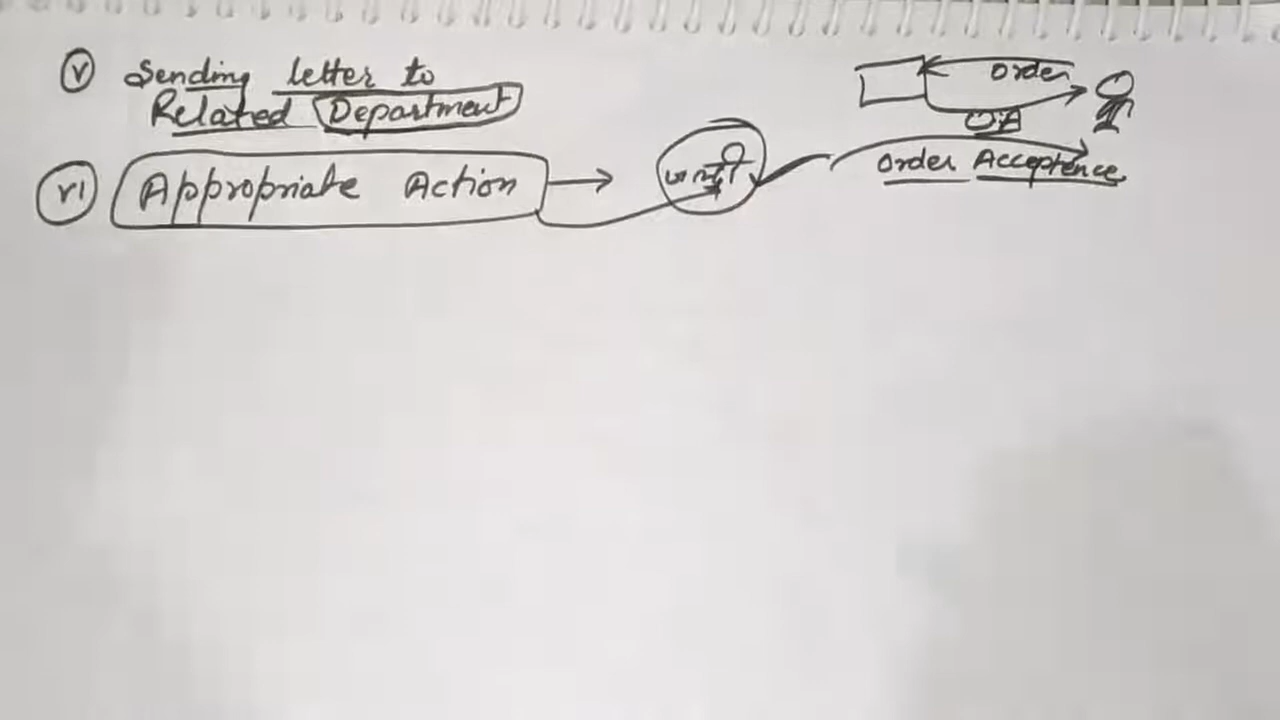 (v) Sending letter to
Related Department
(vi) Appropriate Action →
Order
OA
Order Acceptence